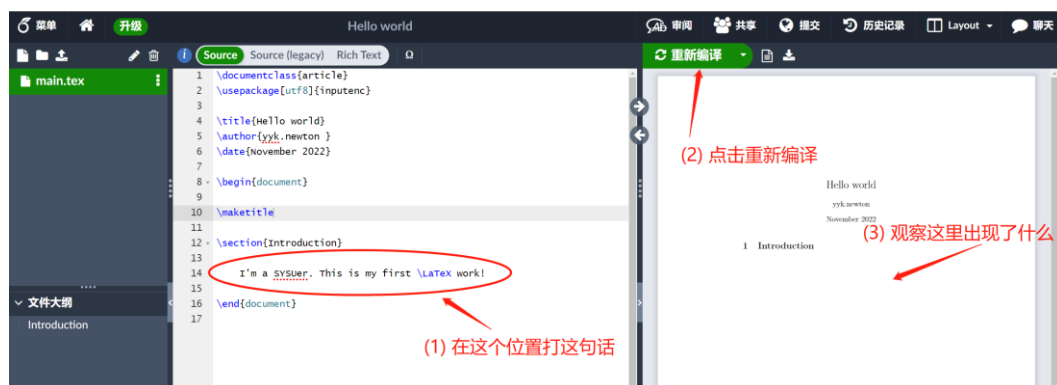 菜单 升级 Hello world 审阅 共享 提交 历史记录 Layout 聊天
Source Source (legacy) Rich Text Ω 重新编译
main.tex
1 \documentclass{article}
2 \usepackage[utf8]{inputenc}
3
4 \title{Hello world}
5 \author{yyk.newton }
6 \date{November 2022}
7
8 \begin{document}
9
10 \maketitle
11
12 \section{Introduction}
13
14 I'm a SYSUer. This is my first \LaTeX work!
15
16 \end{document}
17
(1) 在这个位置打这句话
文件大纲
Introduction
(2) 点击重新编译
Hello world
yyk.newton
November 2022
1 Introduction
(3) 观察这里出现了什么